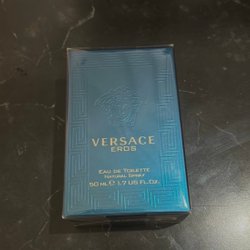 VERSACE
EROS
EAU DE TOILETTE
NATURAL SPRAY
50 ML ℮ 1.7 US FL.OZ.